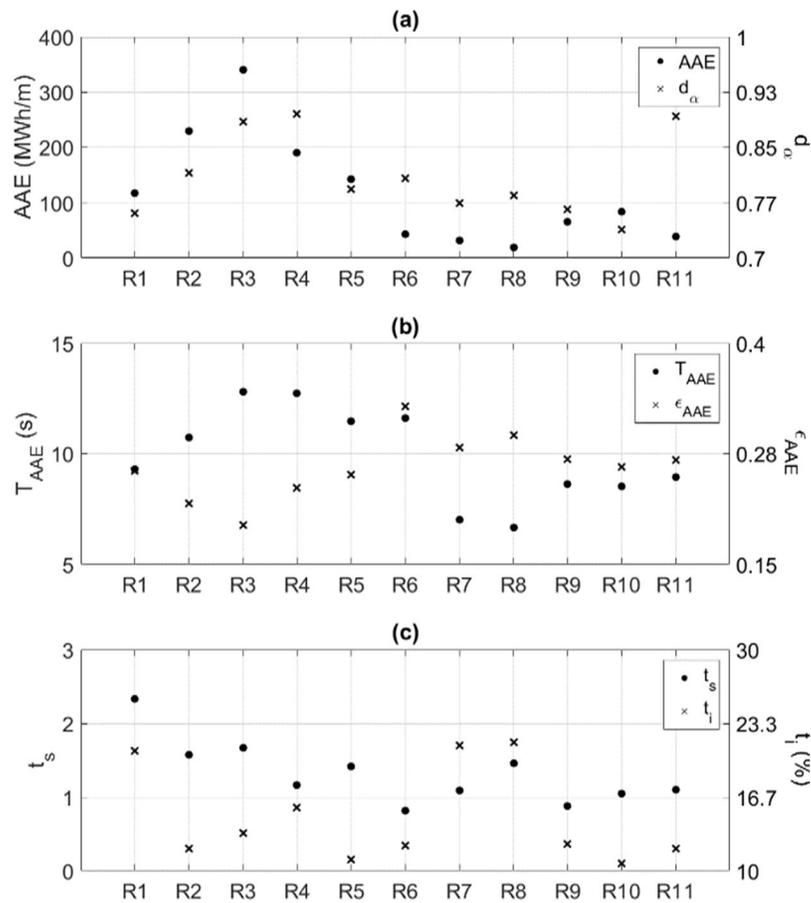 (a)
400
300
200
100
0
AAE (MWh/m)
1
0.93
0.85
0.77
0.7
d_α
AAE
d_α
R1 R2 R3 R4 R5 R6 R7 R8 R9 R10 R11
(b)
15
10
5
T_AAE (s)
0.4
0.28
0.15
ϵ_AAE
T_AAE
ϵ_AAE
R1 R2 R3 R4 R5 R6 R7 R8 R9 R10 R11
(c)
3
2
1
0
t_s
30
23.3
16.7
10
t_i (%)
t_s
t_i
R1 R2 R3 R4 R5 R6 R7 R8 R9 R10 R11